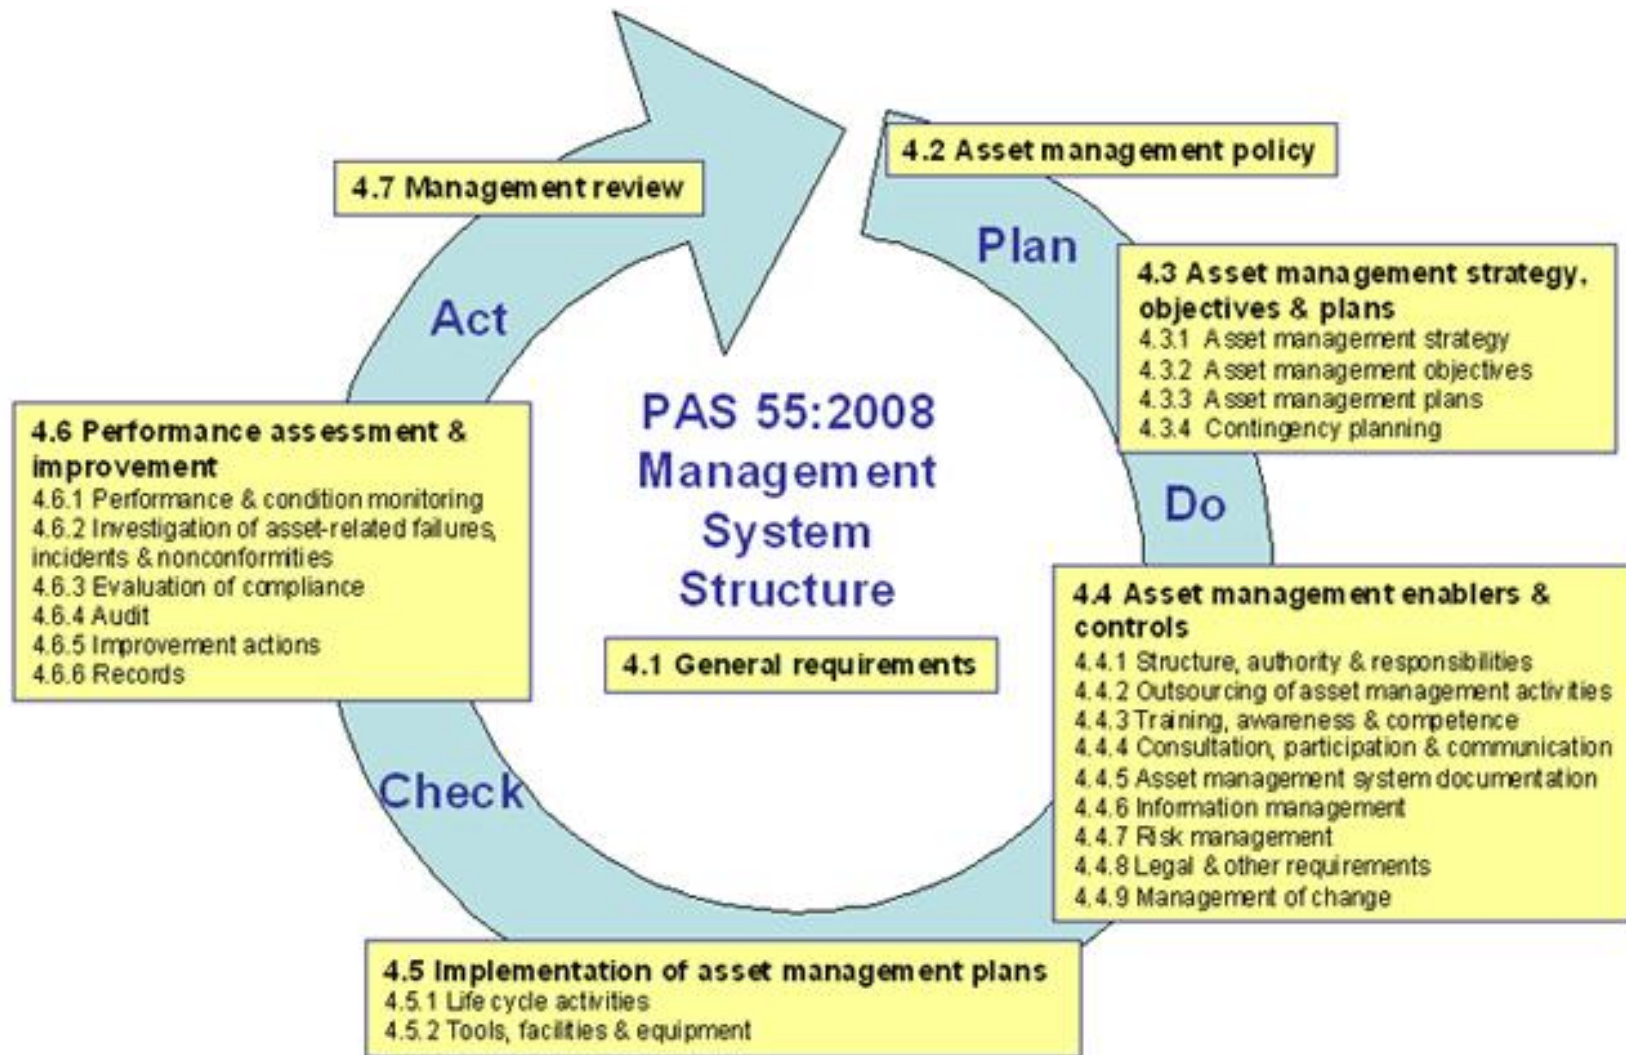 4.2 Asset management policy
4.7 Management review
Plan
4.3 Asset management strategy,
objectives & plans
4.3.1 Asset management strategy
4.3.2 Asset management objectives
4.3.3 Asset management plans
4.3.4 Contingency planning
Act
PAS 55:2008
Management
System
Structure
4.1 General requirements
4.6 Performance assessment &
improvement
4.6.1 Performance & condition monitoring
4.6.2 Investigation of asset-related failures,
incidents & nonconformities
4.6.3 Evaluation of compliance
4.6.4 Audit
4.6.5 Improvement actions
4.6.6 Records
Do
4.4 Asset management enablers &
controls
4.4.1 Structure, authority & responsibilities
4.4.2 Outsourcing of asset management activities
4.4.3 Training, awareness & competence
4.4.4 Consultation, participation & communication
4.4.5 Asset management system documentation
4.4.6 Information management
4.4.7 Risk management
4.4.8 Legal & other requirements
4.4.9 Management of change
Check
4.5 Implementation of asset management plans
4.5.1 Life cycle activities
4.5.2 Tools, facilities & equipment